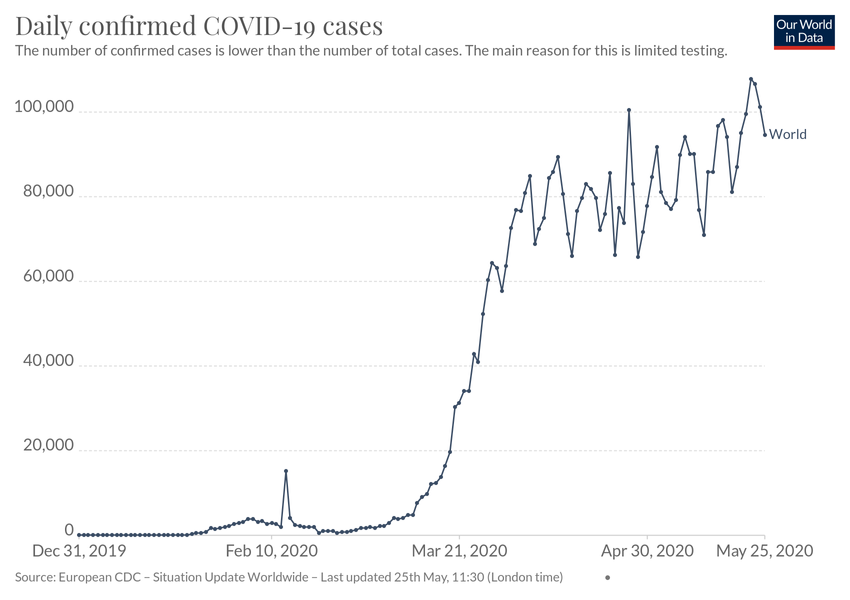 Daily confirmed COVID-19 cases
The number of confirmed cases is lower than the number of total cases. The main reason for this is limited testing.
Our World
in Data
100,000
80,000
60,000
40,000
20,000
0
World
Dec 31, 2019
Feb 10, 2020
Mar 21, 2020
Apr 30, 2020
May 25, 2020
Source: European CDC – Situation Update Worldwide – Last updated 25th May, 11:30 (London time)